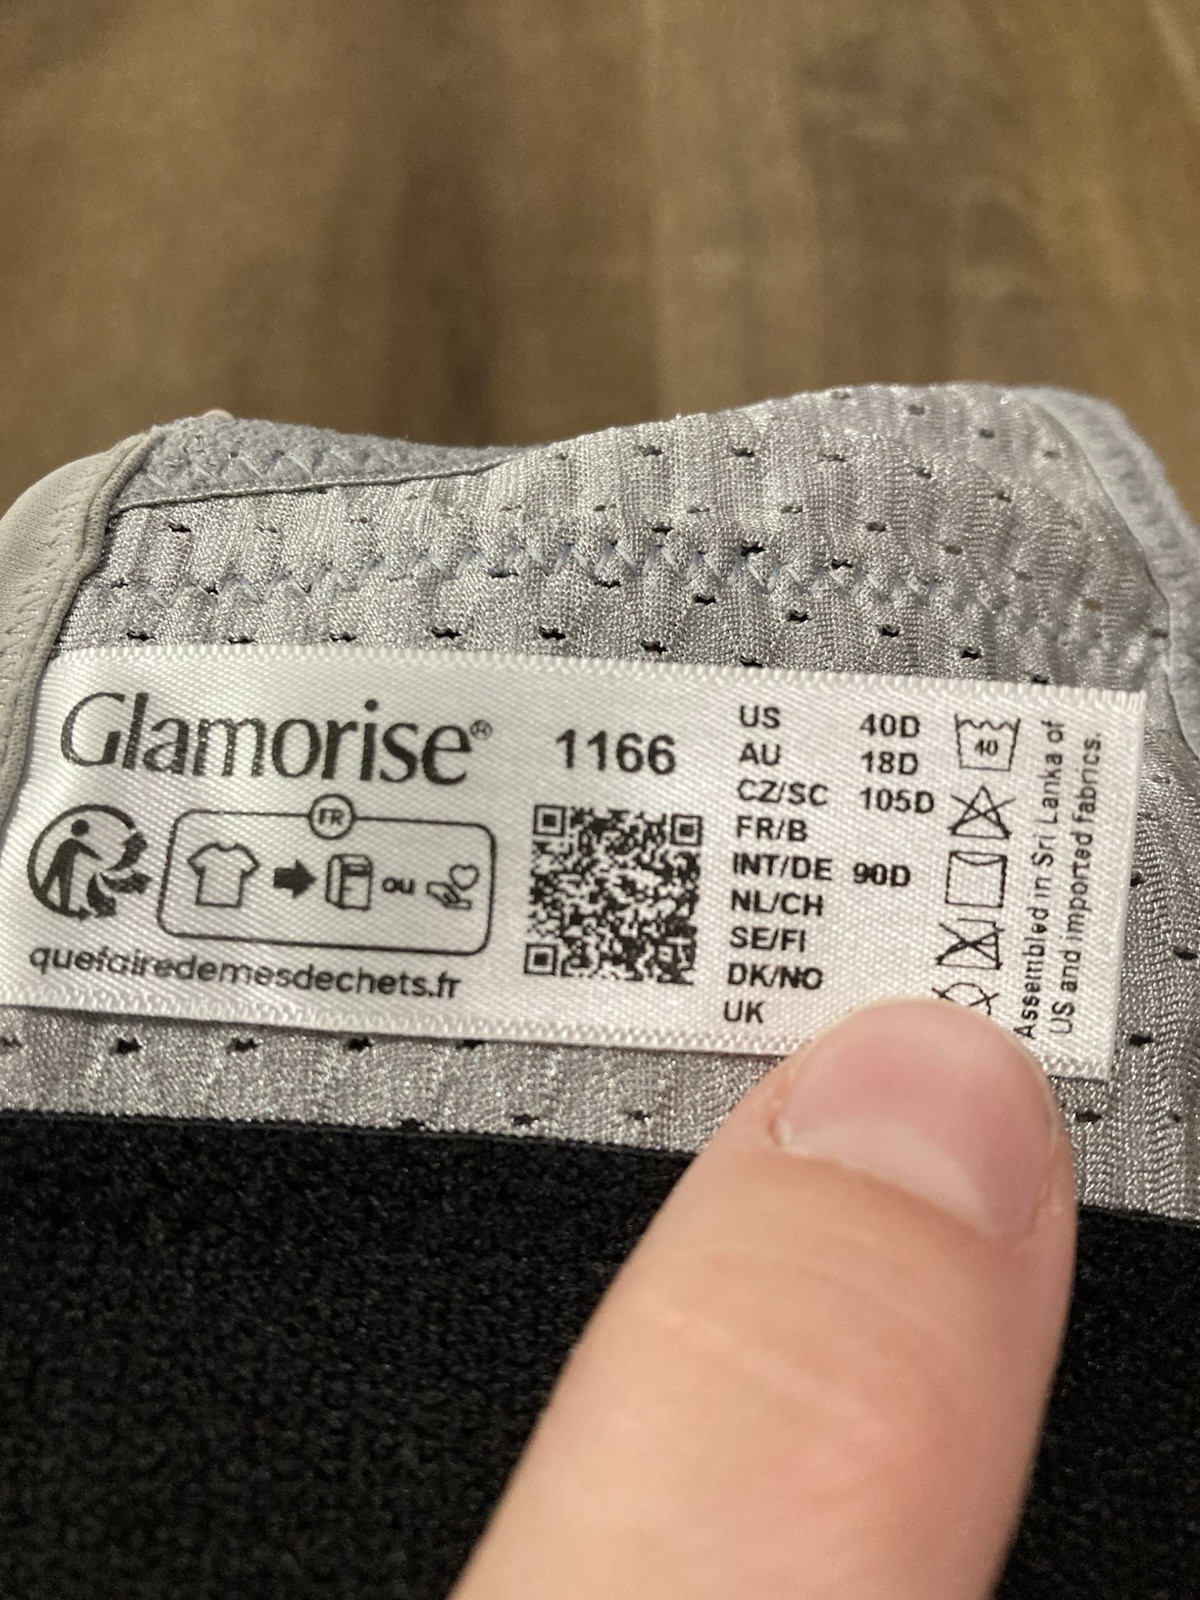 Glamorise®
1166
FR
ou
quefairedemesdechets.fr
US 40D
AU 18D
CZ/SC 105D
FR/B
INT/DE 90D
NL/CH
SE/FI
DK/NO
UK
40
Assembled in Sri Lanka of
US and imported fabrics.